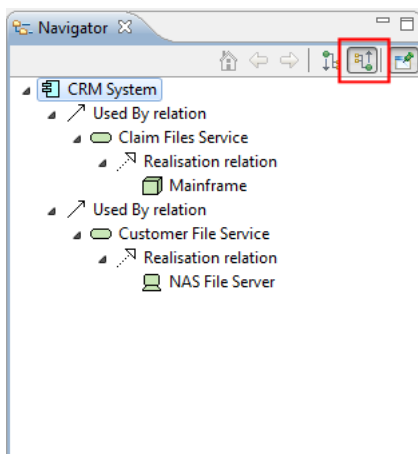 Navigator
CRM System
Used By relation
Claim Files Service
Realisation relation
Mainframe
Used By relation
Customer File Service
Realisation relation
NAS File Server